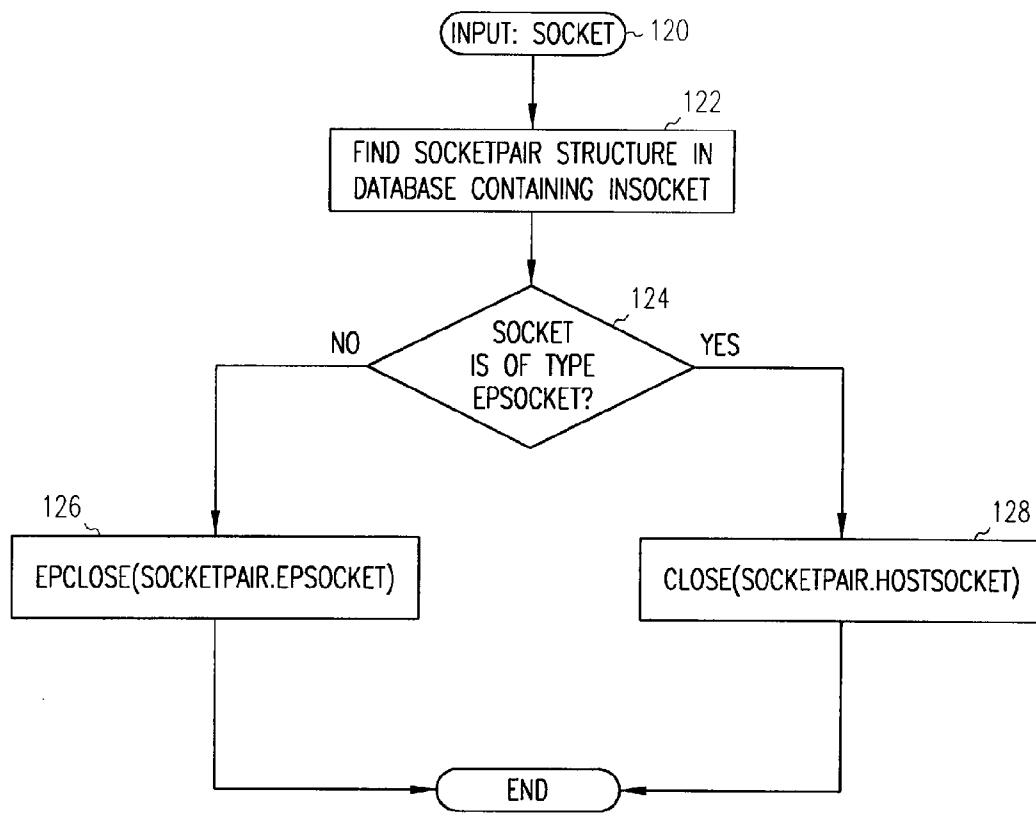 INPUT: SOCKET
120
122
FIND SOCKETPAIR STRUCTURE IN
DATABASE CONTAINING INSOCKET
124
NO
SOCKET
IS OF TYPE
EPSOCKET?
YES
126
EPCLOSE(SOCKETPAIR.EPSOCKET)
128
CLOSE(SOCKETPAIR.HOSTSOCKET)
END